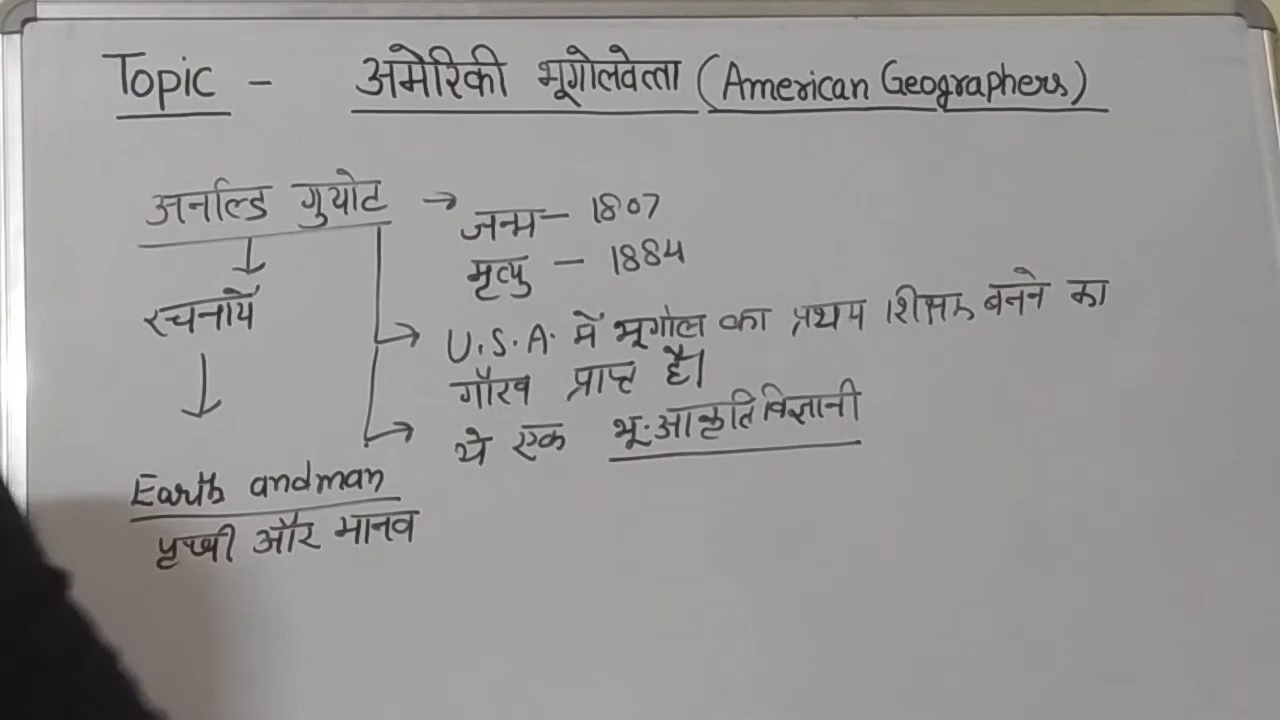 Topic - अमेरिकी भूगोलवेत्ता (American Geographers)
अर्नाल्ड गुयोट → जन्म - 1807
मृत्यु - 1884
रचनायें
U.S.A. में भूगोल का प्रथम शिक्षक बनने का
गौरव प्राप्त है।
ये एक भू-आकृति विज्ञानी
Earth and man
पृथ्वी और मानव